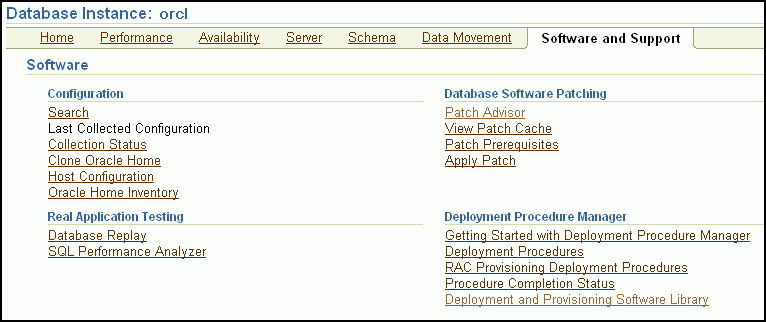 Database Instance: orcl
Home Performance Availability Server Schema Data Movement Software and Support
Software
Configuration
Search
Last Collected Configuration
Collection Status
Clone Oracle Home
Host Configuration
Oracle Home Inventory
Database Software Patching
Patch Advisor
View Patch Cache
Patch Prerequisites
Apply Patch
Real Application Testing
Database Replay
SQL Performance Analyzer
Deployment Procedure Manager
Getting Started with Deployment Procedure Manager
Deployment Procedures
RAC Provisioning Deployment Procedures
Procedure Completion Status
Deployment and Provisioning Software Library